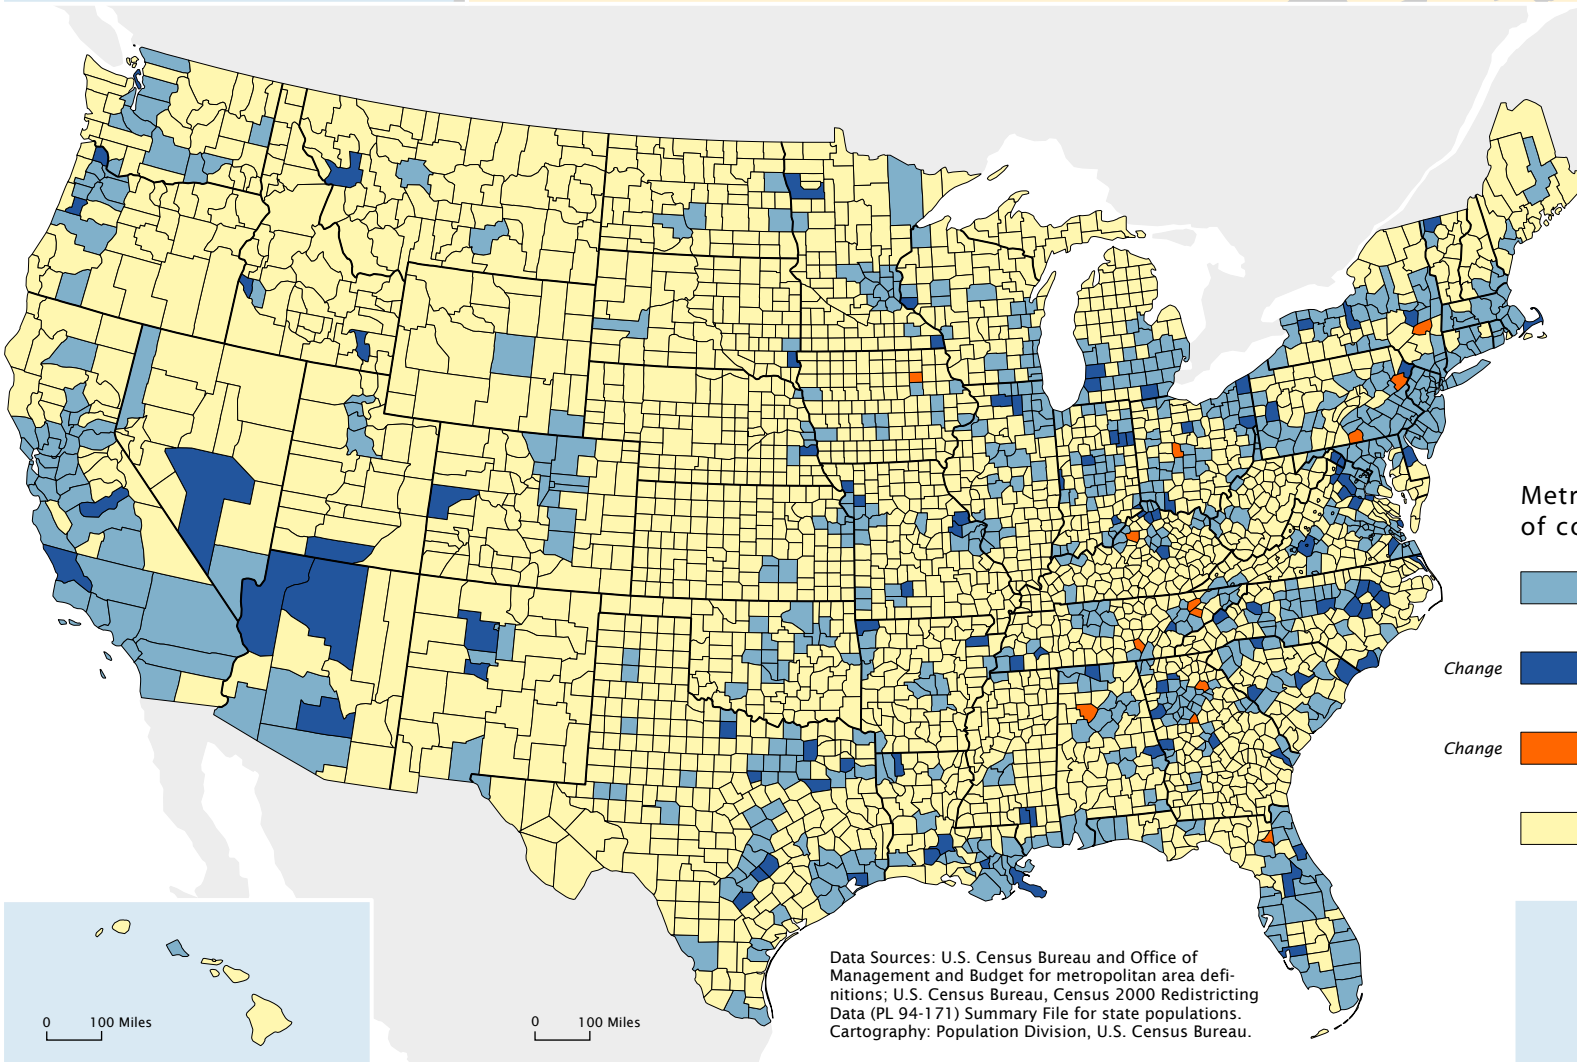 Metr
of co
Change
Change
Data Sources: U.S. Census Bureau and Office of
Management and Budget for metropolitan area defi-
nitions; U.S. Census Bureau, Census 2000 Redistricting
Data (PL 94-171) Summary File for state populations.
Cartography: Population Division, U.S. Census Bureau.
0 100 Miles
0 100 Miles